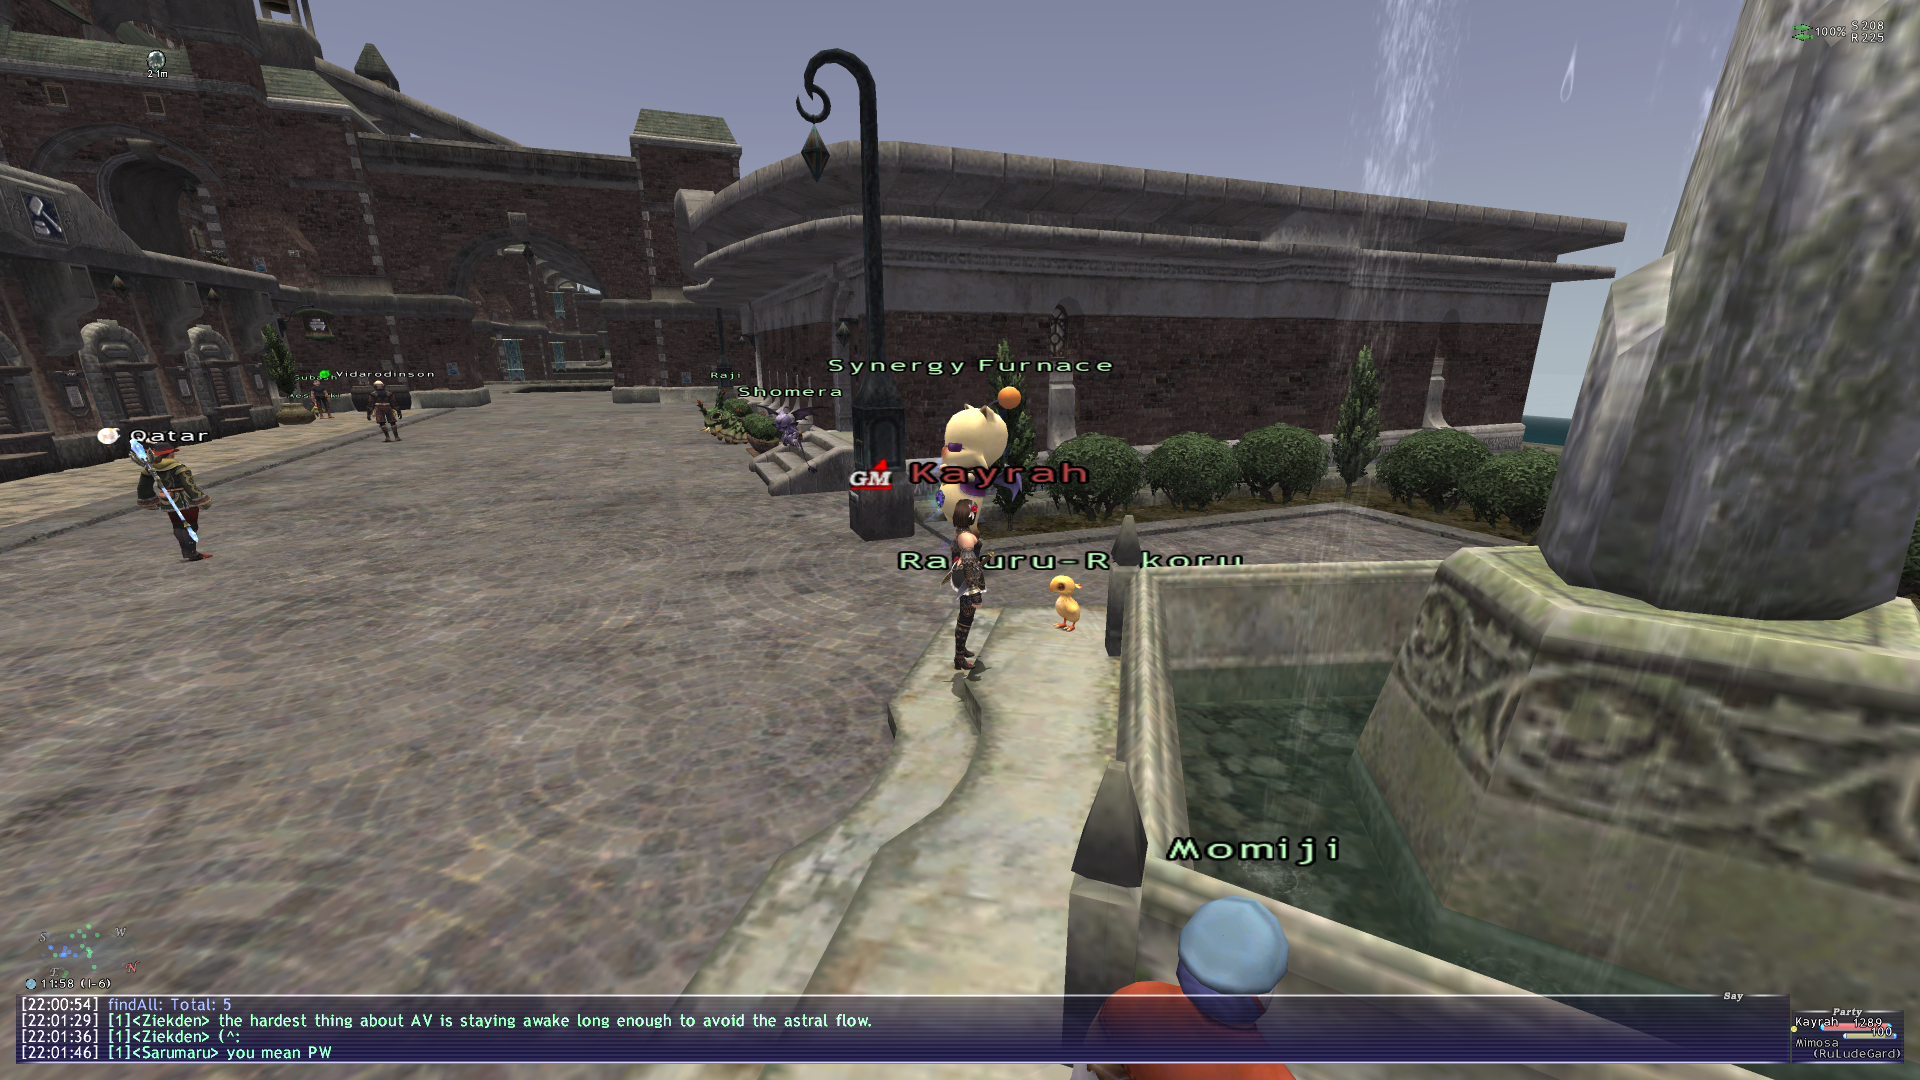 100% S 208
R 225
21m
Synergy Furnace
Vidarodinson
Raji
Shomera
Qatar
GM Kayrah
Momiji
S W
E N
11:58 (I-6)
Say
[22:00:54] findAll: Total: 5
[22:01:29] [1]<Ziekden> the hardest thing about AV is staying awake long enough to avoid the astral flow.
[22:01:36] [1]<Ziekden> (^:
[22:01:46] [1]<Sarumaru> you mean PW
Party
Kayrah 1289
100
Mimosa
(RuLudeGard)